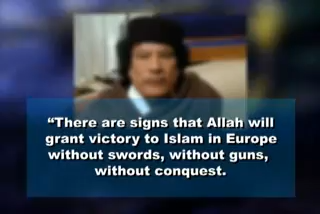 “There are signs that Allah will
grant victory to Islam in Europe
without swords, without guns,
without conquest.